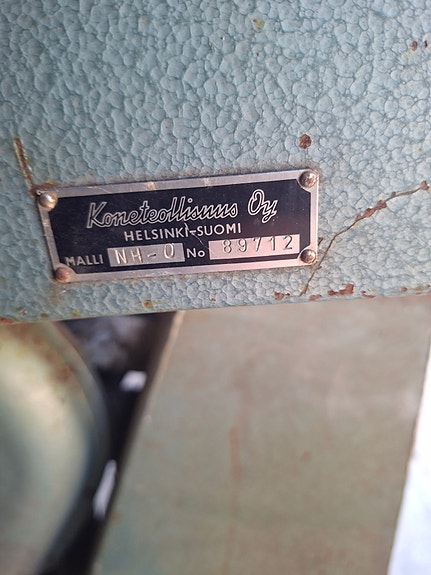 Koneteollisuus Oy
HELSINKI-SUOMI
MALLI NH-0 No 89712